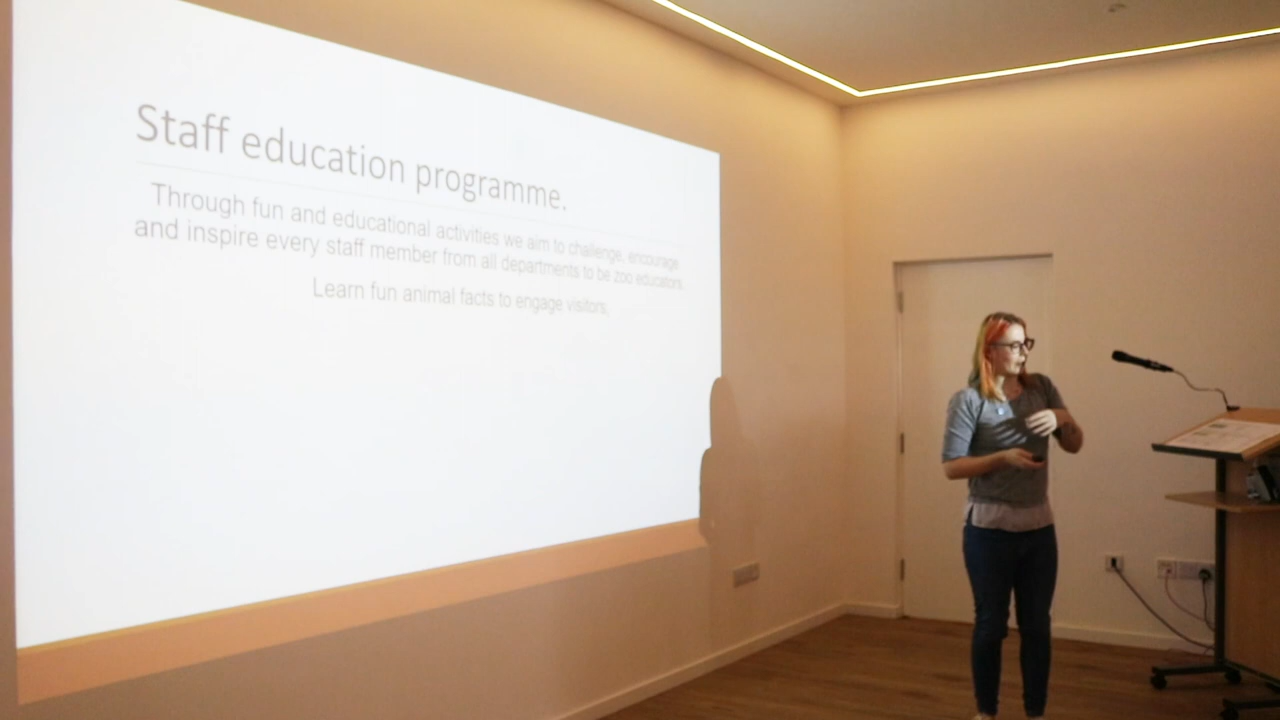 Staff education programme.
Through fun and educational activities we aim to challenge, encourage
and inspire every staff member from all departments to be zoo educators.
Learn fun animal facts to engage visitors.